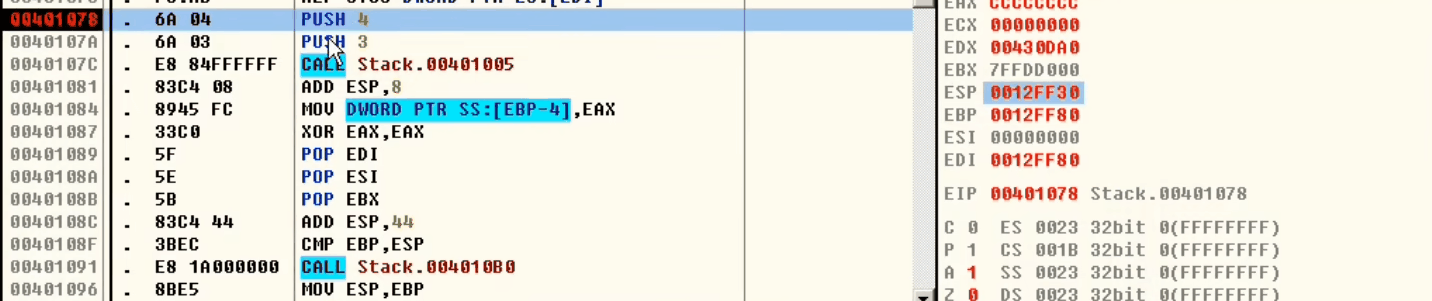 00401078 . 6A 04 PUSH 4
0040107A . 6A 03 PUSH 3
0040107C . E8 84FFFFFF CALL Stack.00401005
00401081 . 83C4 08 ADD ESP,8
00401084 . 8945 FC MOV DWORD PTR SS:[EBP-4],EAX
00401087 . 33C0 XOR EAX,EAX
00401089 . 5F POP EDI
0040108A . 5E POP ESI
0040108B . 5B POP EBX
0040108C . 83C4 44 ADD ESP,44
0040108F . 3BEC CMP EBP,ESP
00401091 . E8 1A000000 CALL Stack.004010B0
00401096 . 8BE5 MOV ESP,EBP
EAX CCCCCCCC
ECX 00000000
EDX 00430DA0
EBX 7FFDD000
ESP 0012FF30
EBP 0012FF80
ESI 00000000
EDI 0012FF80
EIP 00401078 Stack.00401078
C 0 ES 0023 32bit 0(FFFFFFFF)
P 1 CS 001B 32bit 0(FFFFFFFF)
A 1 SS 0023 32bit 0(FFFFFFFF)
Z 0 DS 0023 32bit 0(FFFFFFFF)